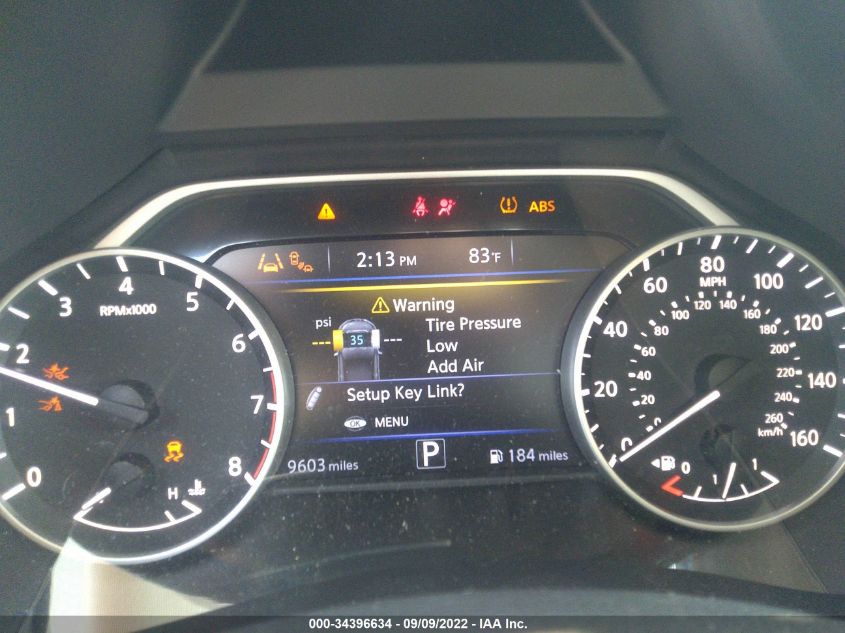 ABS
2:13 PM 83°F
Warning
psi
Tire Pressure
--- 35 ---
Low
Add Air
Setup Key Link?
OK MENU
9603 miles P 184 miles
RPMx1000
0 1 2 3 4 5 6 7 8
H
MPH
0 20 40 60 80 100 120 140 160
0 20 40 60 80 100 120 140 160 180 200 220 240 260
km/h
0 1 1
000-34396634 - 09/09/2022 - IAA Inc.